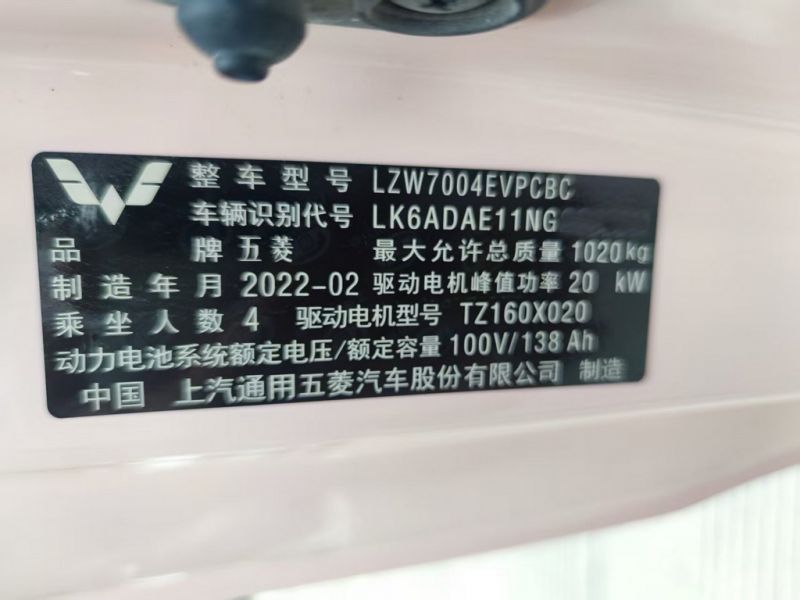 整车型号 LZW7004EVPCBC
车辆识别代号 LK6ADAE11NG
品牌 五菱 最大允许总质量 1020kg
制造年月 2022-02 驱动电机峰值功率 20 kW
乘坐人数 4 驱动电机型号 TZ160X020
动力电池系统额定电压/额定容量 100V/138Ah
中国 上汽通用五菱汽车股份有限公司 制造